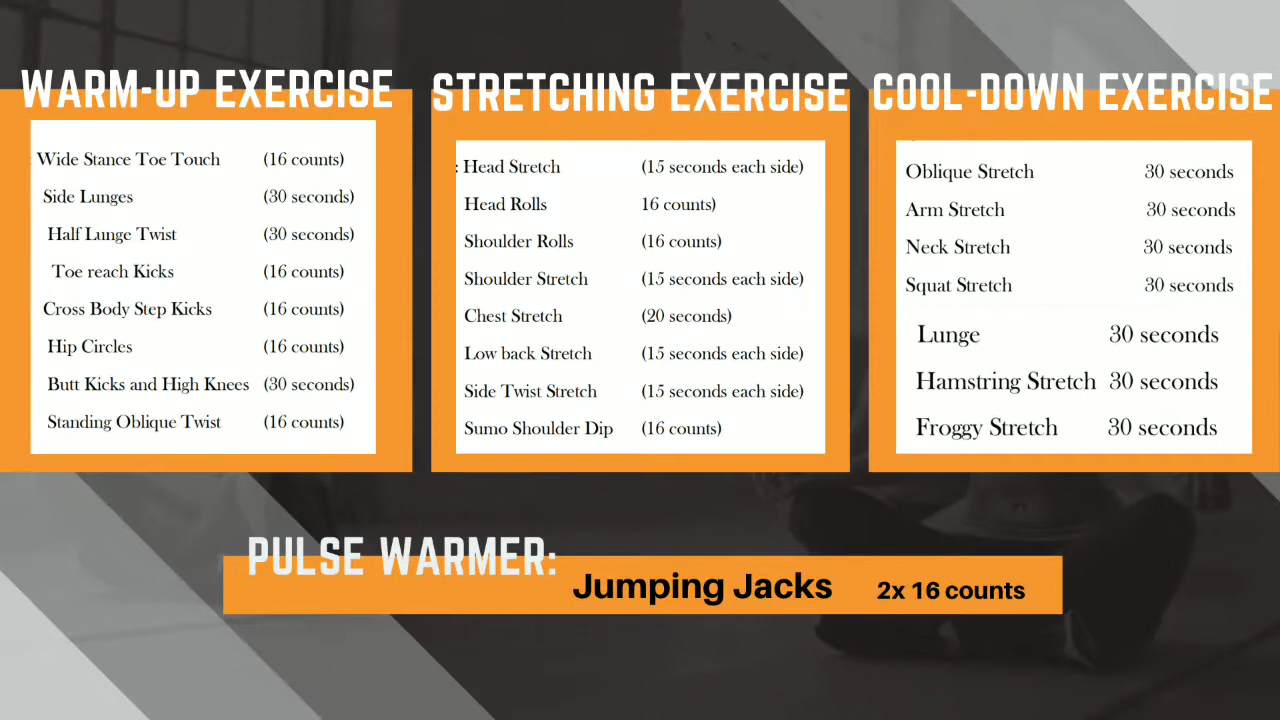 WARM-UP EXERCISE
: Wide Stance Toe Touch (16 counts)
Side Lunges (30 seconds)
Half Lunge Twist (30 seconds)
Toe reach Kicks (16 counts)
Cross Body Step Kicks (16 counts)
Hip Circles (16 counts)
Butt Kicks and High Knees (30 seconds)
Standing Oblique Twist (16 counts)
STRETCHING EXERCISE
: Head Stretch (15 seconds each side)
Head Rolls 16 counts)
Shoulder Rolls (16 counts)
Shoulder Stretch (15 seconds each side)
Chest Stretch (20 seconds)
Low back Stretch (15 seconds each side)
Side Twist Stretch (15 seconds each side)
Sumo Shoulder Dip (16 counts)
COOL-DOWN EXERCISE
Oblique Stretch 30 seconds
Arm Stretch 30 seconds
Neck Stretch 30 seconds
Squat Stretch 30 seconds
Lunge 30 seconds
Hamstring Stretch 30 seconds
Froggy Stretch 30 seconds
PULSE WARMER:
Jumping Jacks 2x 16 counts